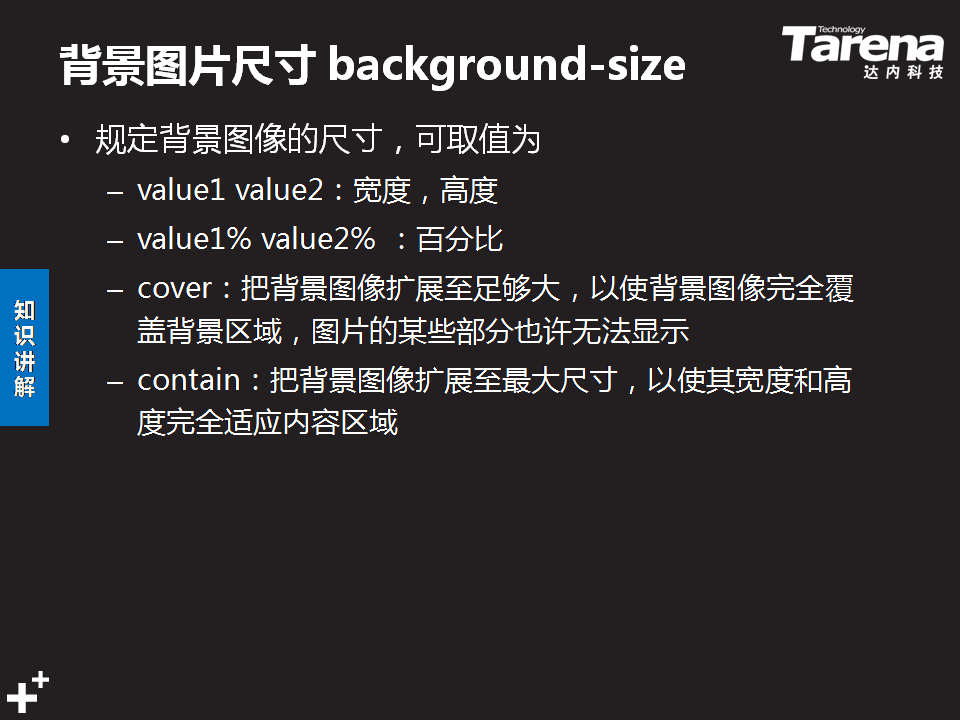 背景图片尺寸 background-size
Technology
Tarena
达内科技
• 规定背景图像的尺寸，可取值为
– value1 value2：宽度，高度
– value1% value2% ：百分比
– cover：把背景图像扩展至足够大，以使背景图像完全覆
盖背景区域，图片的某些部分也许无法显示
– contain：把背景图像扩展至最大尺寸，以使其宽度和高
度完全适应内容区域
知识讲解